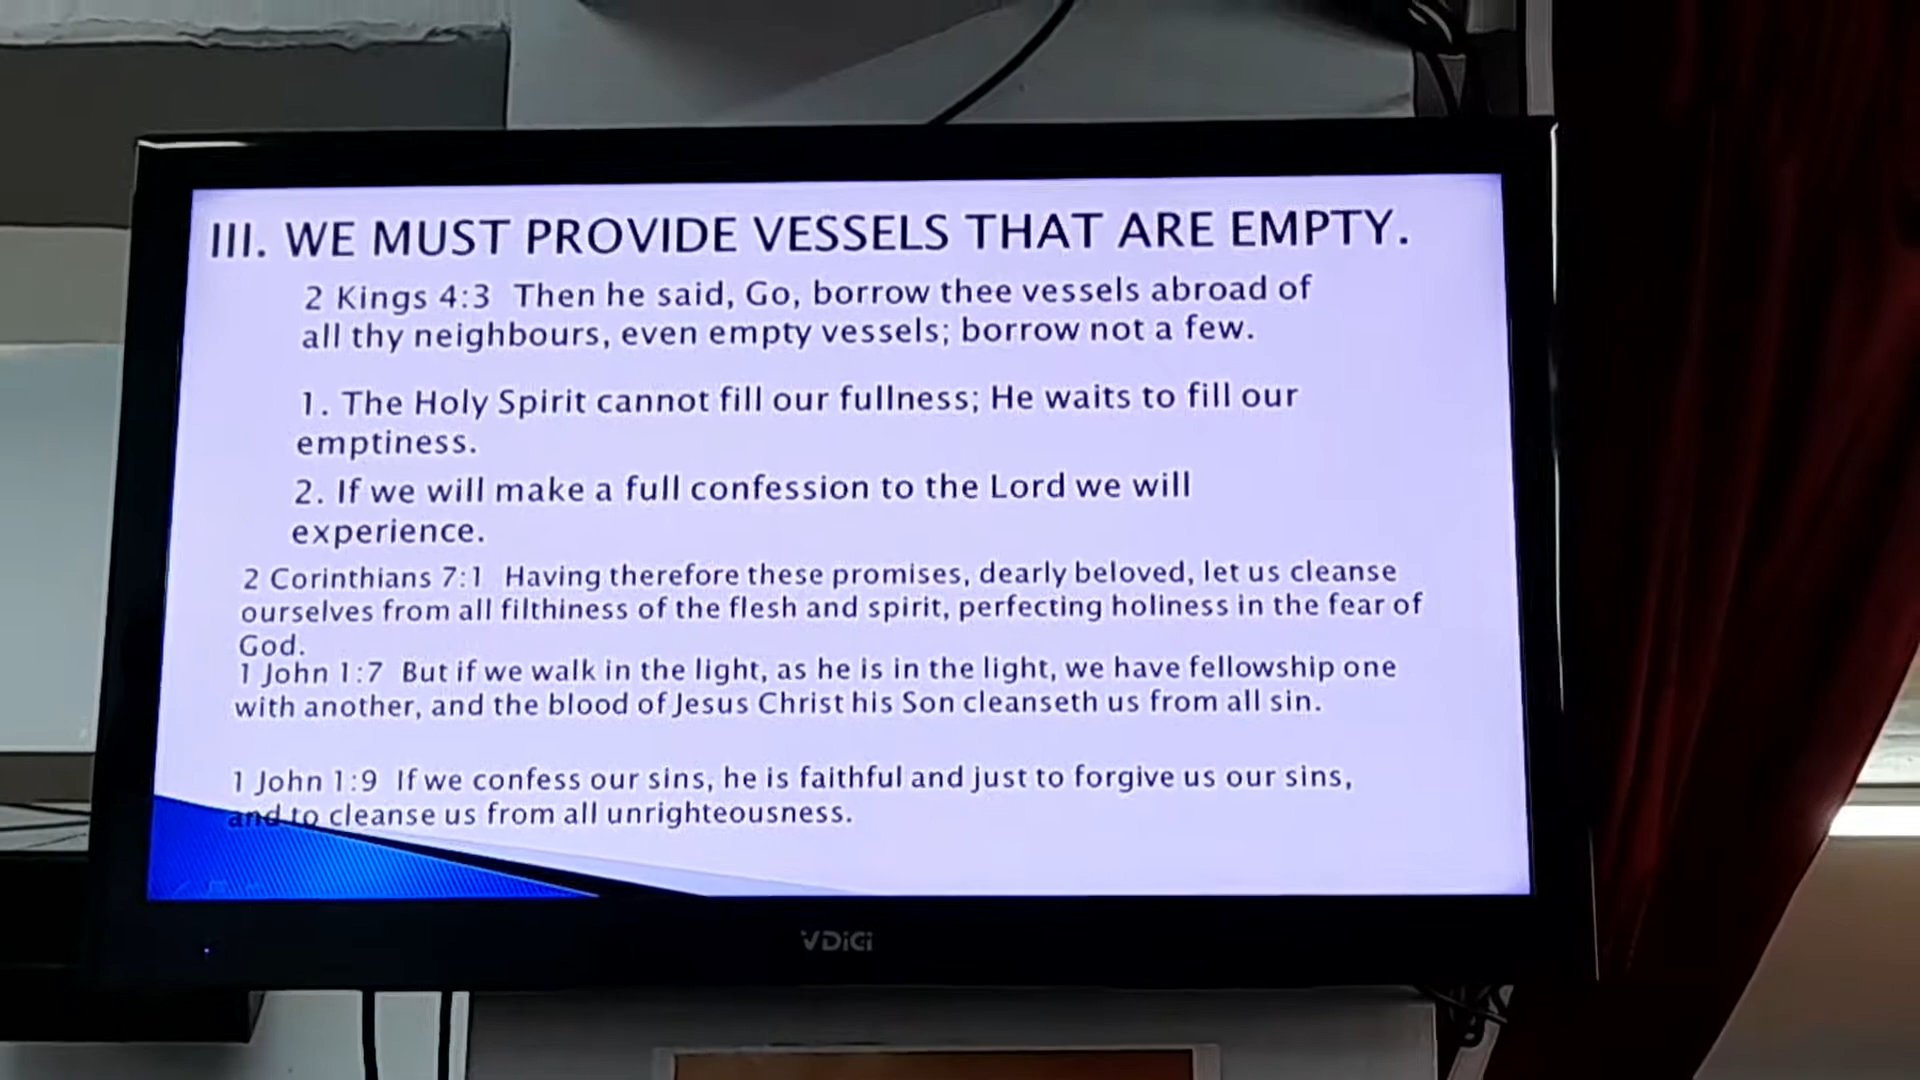 III. WE MUST PROVIDE VESSELS THAT ARE EMPTY.
2 Kings 4:3 Then he said, Go, borrow thee vessels abroad of
all thy neighbours, even empty vessels; borrow not a few.
1. The Holy Spirit cannot fill our fullness; He waits to fill our
emptiness.
2. If we will make a full confession to the Lord we will
experience.
2 Corinthians 7:1 Having therefore these promises, dearly beloved, let us cleanse
ourselves from all filthiness of the flesh and spirit, perfecting holiness in the fear of
God.
1 John 1:7 But if we walk in the light, as he is in the light, we have fellowship one
with another, and the blood of Jesus Christ his Son cleanseth us from all sin.
1 John 1:9 If we confess our sins, he is faithful and just to forgive us our sins,
and to cleanse us from all unrighteousness.
VDiGi